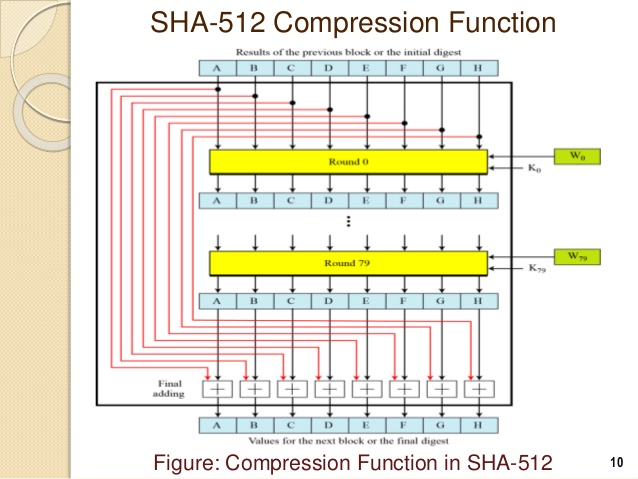 SHA-512 Compression Function
Results of the previous block or the initial digest
A B C D E F G H
Round 0
W0
K0
A B C D E F G H
Round 79
W79
K79
A B C D E F G H
Final
adding
+ + + + + + + +
A B C D E F G H
Values for the next block or the final digest
Figure: Compression Function in SHA-512
10